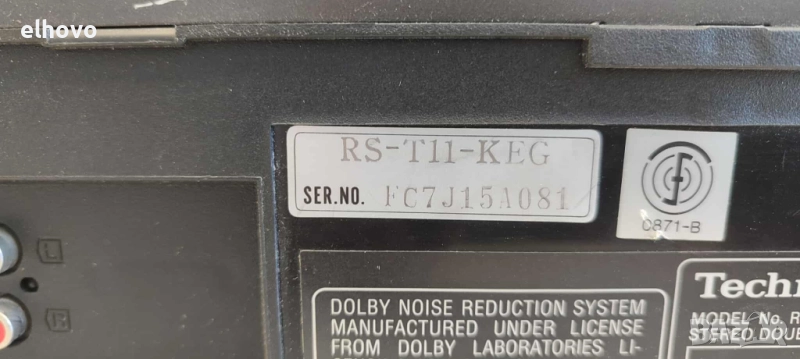 elhovo
RS-T11-KEG
SER.NO. FC7J15A081
C871-B
L
R
DOLBY NOISE REDUCTION SYSTEM
MANUFACTURED UNDER LICENSE
FROM DOLBY LABORATORIES LI-
Techn
MODEL No. R
STEREO DOUB